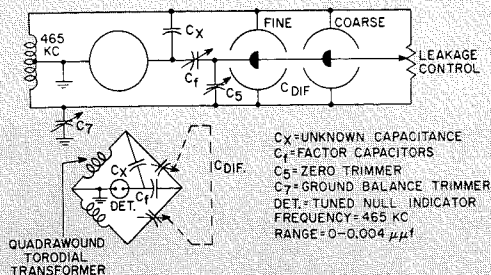 FINE
COARSE
CX
465
KC
Cf
C5
CDIF
LEAKAGE
CONTROL
C7
CX
CDIF.
Cf
DET.
QUADRAWOUND
TORODIAL
TRANSFORMER
CX=UNKNOWN CAPACITANCE
Cf=FACTOR CAPACITORS
C5=ZERO TRIMMER
C7=GROUND BALANCE TRIMMER
DET.=TUNED NULL INDICATOR
FREQUENCY=465 KC
RANGE=0-0.004 μμf